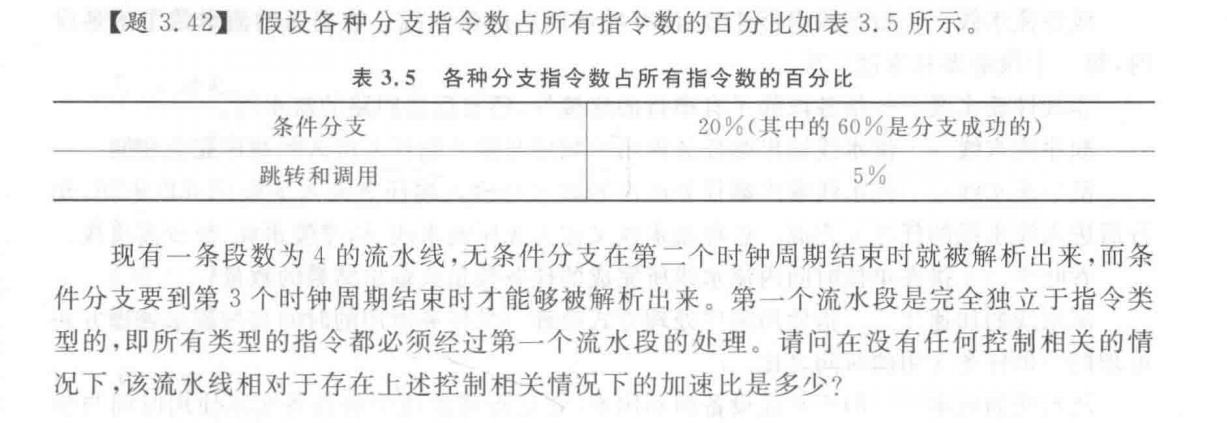 【题 3.42】 假设各种分支指令数占所有指令数的百分比如表 3.5 所示。
表 3.5 各种分支指令数占所有指令数的百分比
条件分支 20%(其中的 60%是分支成功的)
跳转和调用 5%
现有一条段数为 4 的流水线,无条件分支在第二个时钟周期结束时就被解析出来,而条
件分支要到第 3 个时钟周期结束时才能够被解析出来。第一个流水段是完全独立于指令类
型的,即所有类型的指令都必须经过第一个流水段的处理。请问在没有任何控制相关的情
况下,该流水线相对于存在上述控制相关情况下的加速比是多少?